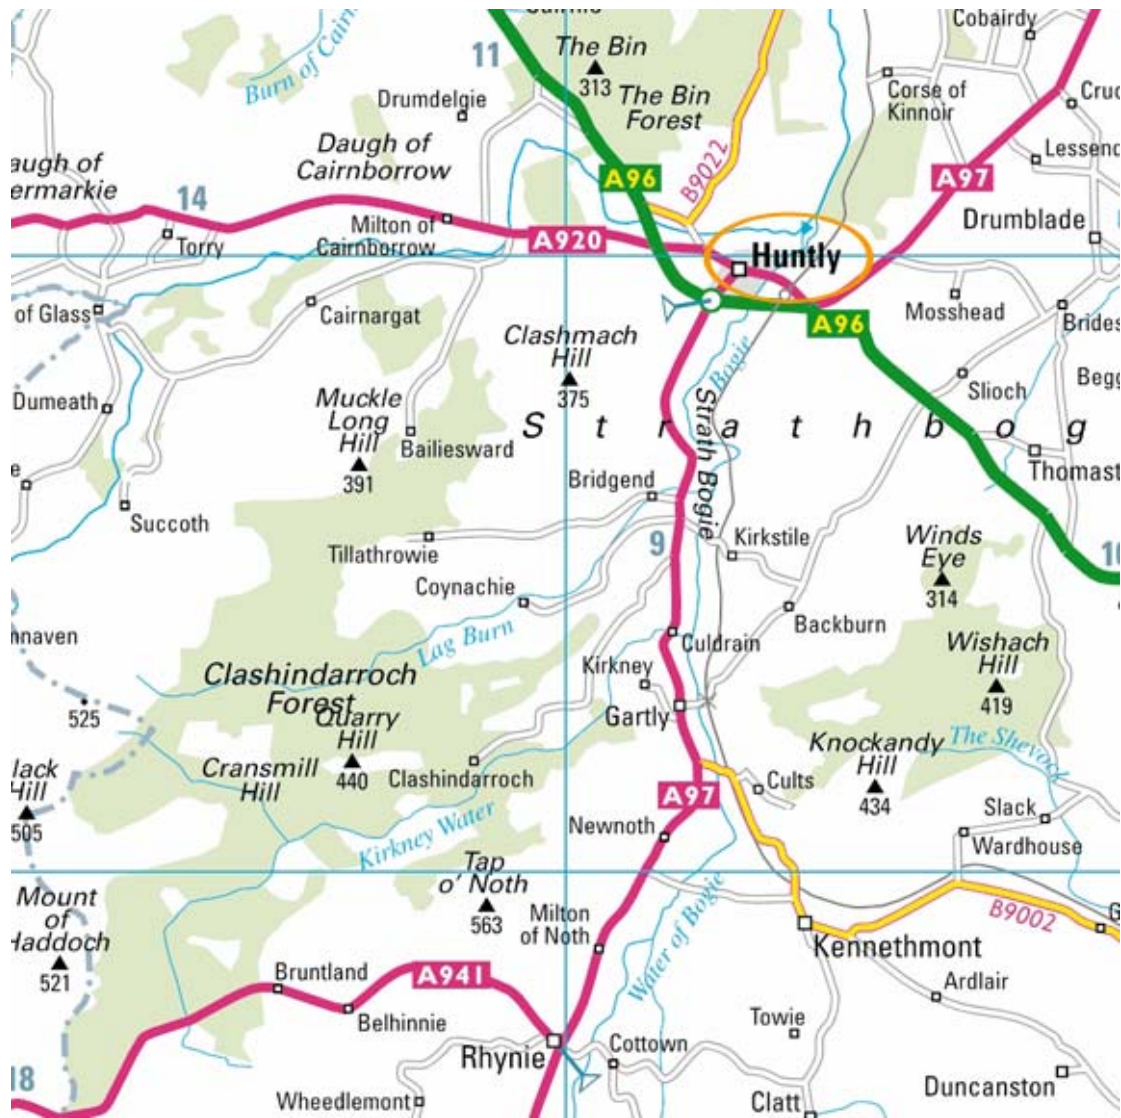 Cairnie
Cobairdy
11
The Bin
313
Burn of Cairn
Drumdelgie
The Bin
Forest
Corse of
Kinnoir
Cruc
Daugh of
Cairnborrow
Lessend
augh of
ermarkie
A96
B9022
A97
14
Drumblade
Torry
Milton of
Cairnborrow
A920
Huntly
of Glass
Cairnargat
Mosshead
Brides
A96
Clashmach
Hill
375
Bogie
Slioch
Begg
Dumeath
Muckle
Long
Hill
391
Bailiesward
Strathbog
Strath Bogie
Thomast
e
Succoth
Bridgend
Tillathrowie
9
Kirkstile
Winds
Eye
314
10
Coynachie
Backburn
nnaven
Lag Burn
Culdrain
Wishach
Hill
419
Clashindarroch
Forest
Kirkney
525
Quarry
Hill
440
Gartly
Knockandy
Hill
434
The Shevock
lack
Hill
505
Cransmill
Hill
Clashindarroch
Cults
A97
Slack
Newnoth
Wardhouse
Kirkney Water
Tap
o' Noth
563
Mount
of
Haddoch
521
Milton
of Noth
Water of Bogie
B9002
G
Kennethmont
Bruntland
A941
Ardlair
Belhinnie
Towie
Rhynie
Cottown
18
Wheedlemont
Clatt
Duncanston